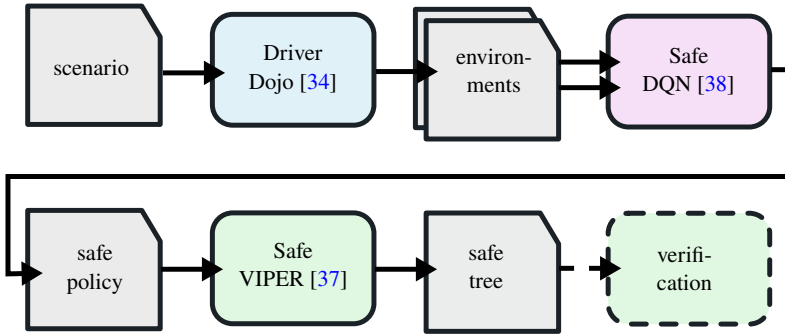 scenario
Driver
Dojo [34]
environ-
ments
Safe
DQN [38]
safe
policy
Safe
VIPER [37]
safe
tree
verifi-
cation